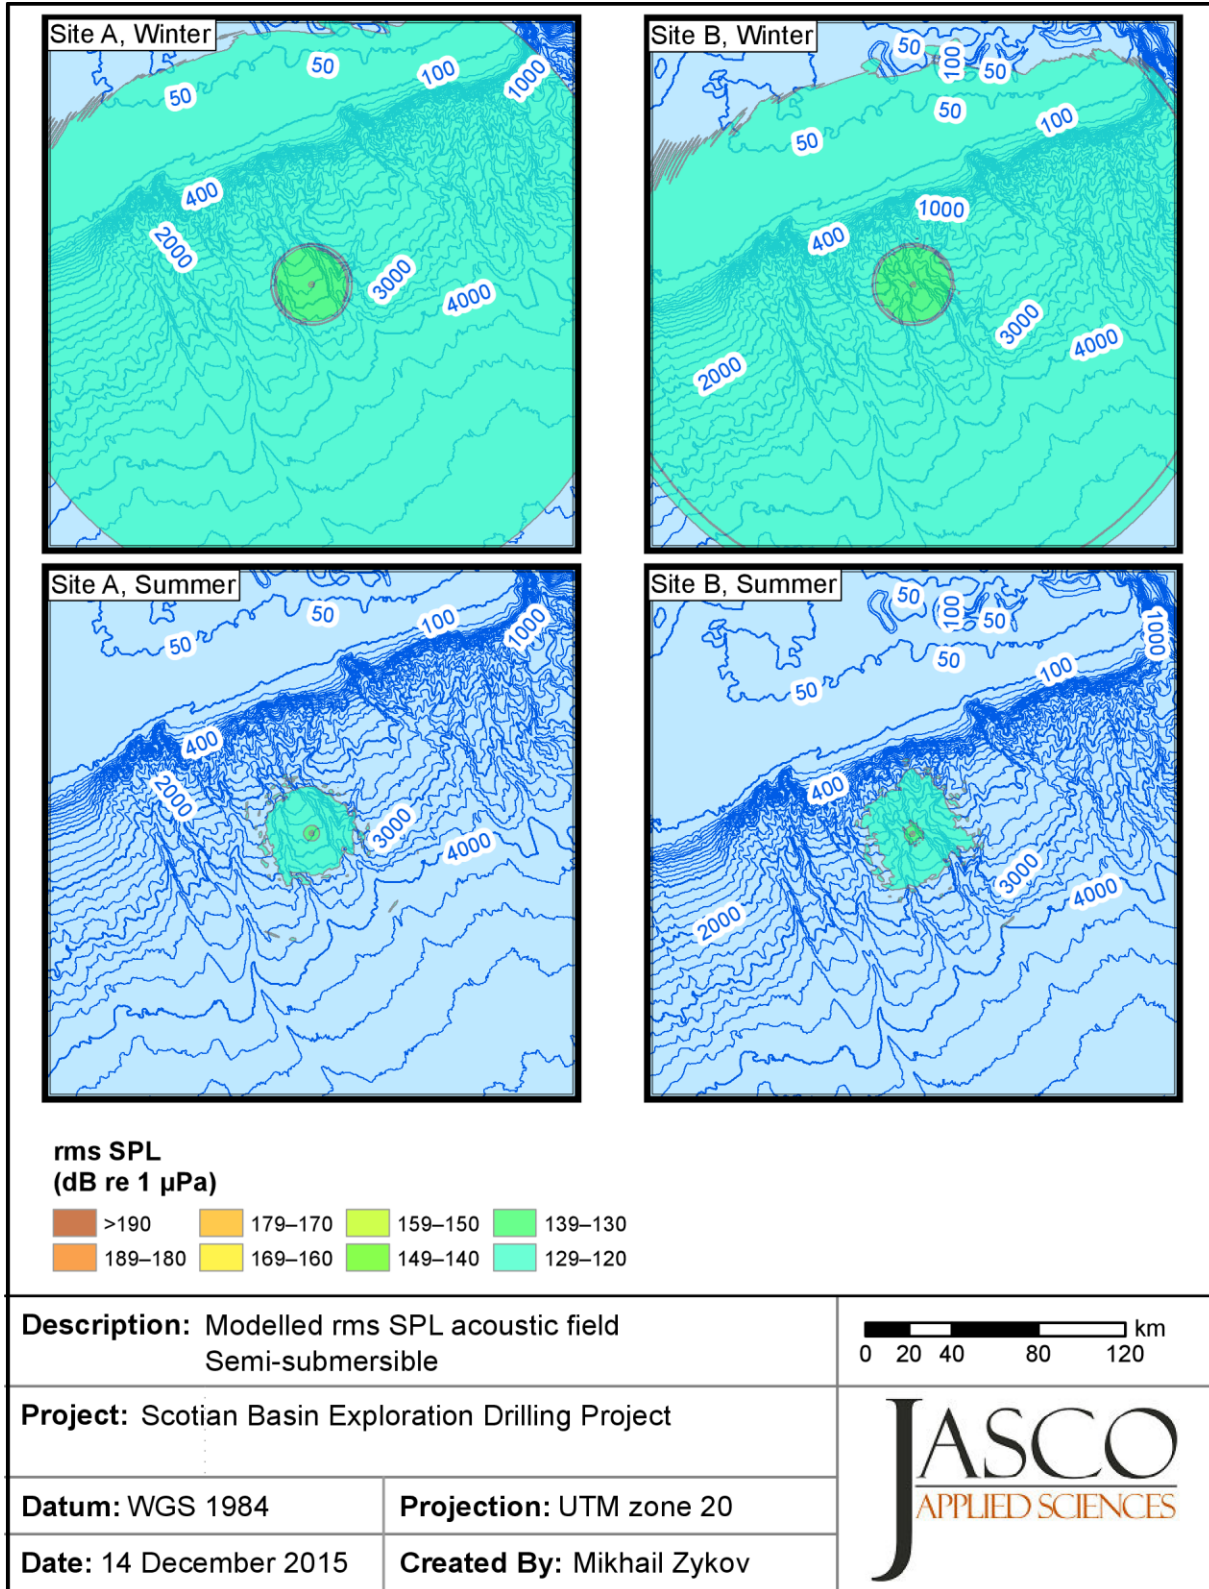 Site A, Winter
50
50
100
1000
400
2000
3000
4000
Site B, Winter
50
100
50
50
50
100
1000
400
3000
4000
2000
Site A, Summer
50
50
100
1000
400
2000
3000
4000
Site B, Summer
50
100
50
50
50
1000
100
400
3000
4000
2000
rms SPL
(dB re 1 µPa)
>190 179–170 159–150 139–130
189–180 169–160 149–140 129–120
Description: Modelled rms SPL acoustic field
Semi-submersible
km
0 20 40 80 120
Project: Scotian Basin Exploration Drilling Project
JASCO
APPLIED SCIENCES
Datum: WGS 1984 Projection: UTM zone 20
Date: 14 December 2015 Created By: Mikhail Zykov